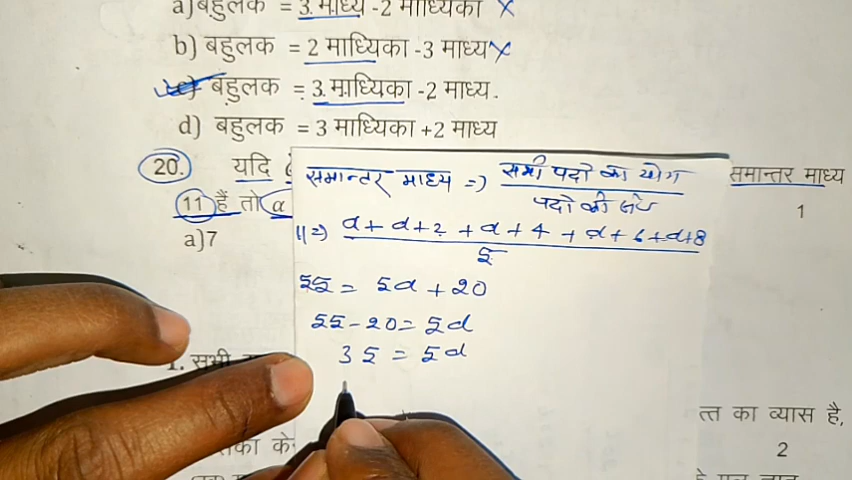 a) बहुलक = 3 माध्य -2 माध्यिका ×
b) बहुलक = 2 माध्यिका -3 माध्य ×
बहुलक = 3 माध्यिका -2 माध्य.
d) बहुलक = 3 माध्यिका +2 माध्य
20. यदि समान्तर माध्य
11 हैं तो a 1
a)7
समान्तर माध्य => सभी पदो का योग
पदो की
11 => a + a+2 + a+4 + a+6+a+8
5
55 = 5a + 20
55-20 = 5a
35 = 5a
1. सभी
त्त का व्यास है,
2